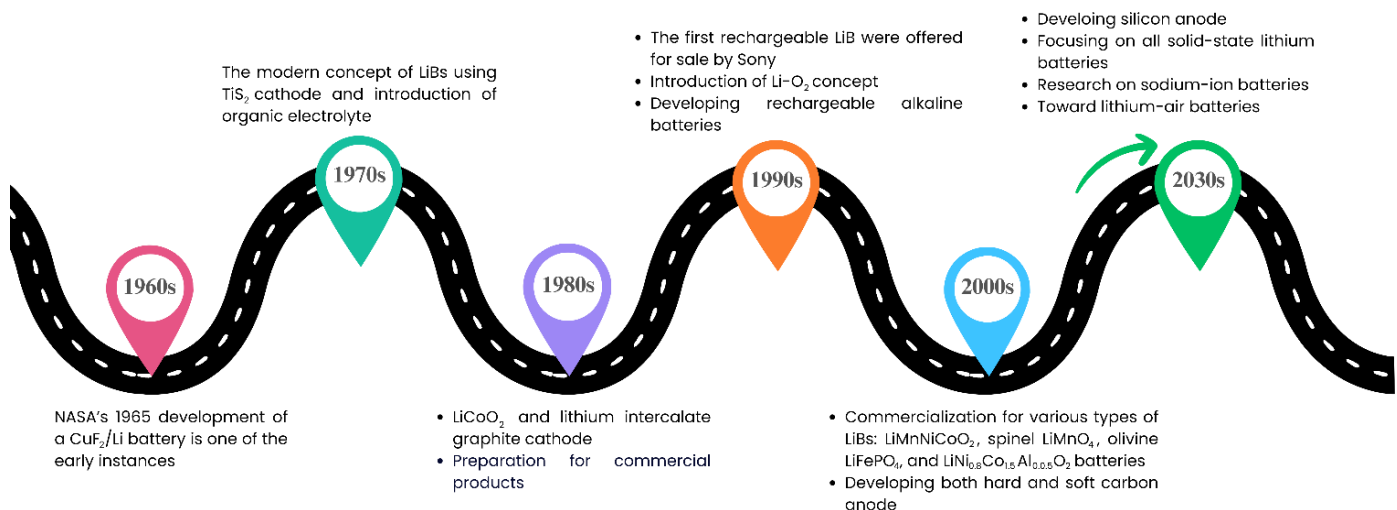 1960s
NASA's 1965 development of
a CuF₂/Li battery is one of the
early instances
The modern concept of LiBs using
TiS₂ cathode and introduction of
organic electrolyte
1970s
1980s
• LiCoO₂ and lithium intercalate
graphite cathode
• Preparation for commercial
products
• The first rechargeable LiB were offered
for sale by Sony
• Introduction of Li-O₂ concept
• Developing rechargeable alkaline
batteries
1990s
2000s
• Commercialization for various types of
LiBs: LiMnNiCoO₂, spinel LiMnO₄, olivine
LiFePO₄, and LiNi₀.₈Co₁.₅Al₀.₀.₅O₂ batteries
• Developing both hard and soft carbon
anode
• Develoing silicon anode
• Focusing on all solid-state lithium
batteries
• Research on sodium-ion batteries
• Toward lithium-air batteries
2030s